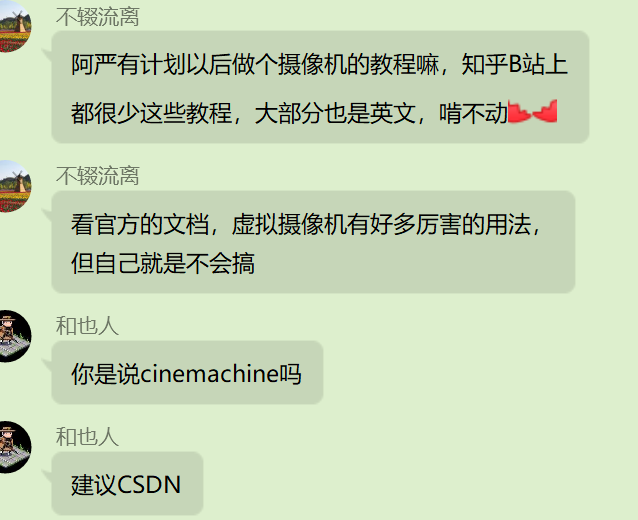 不辍流离
阿严有计划以后做个摄像机的教程嘛，知乎B站上
都很少这些教程，大部分也是英文，啃不动
不辍流离
看官方的文档，虚拟摄像机有好多厉害的用法，
但自己就是不会搞
和也人
你是说cinemachine吗
和也人
建议CSDN